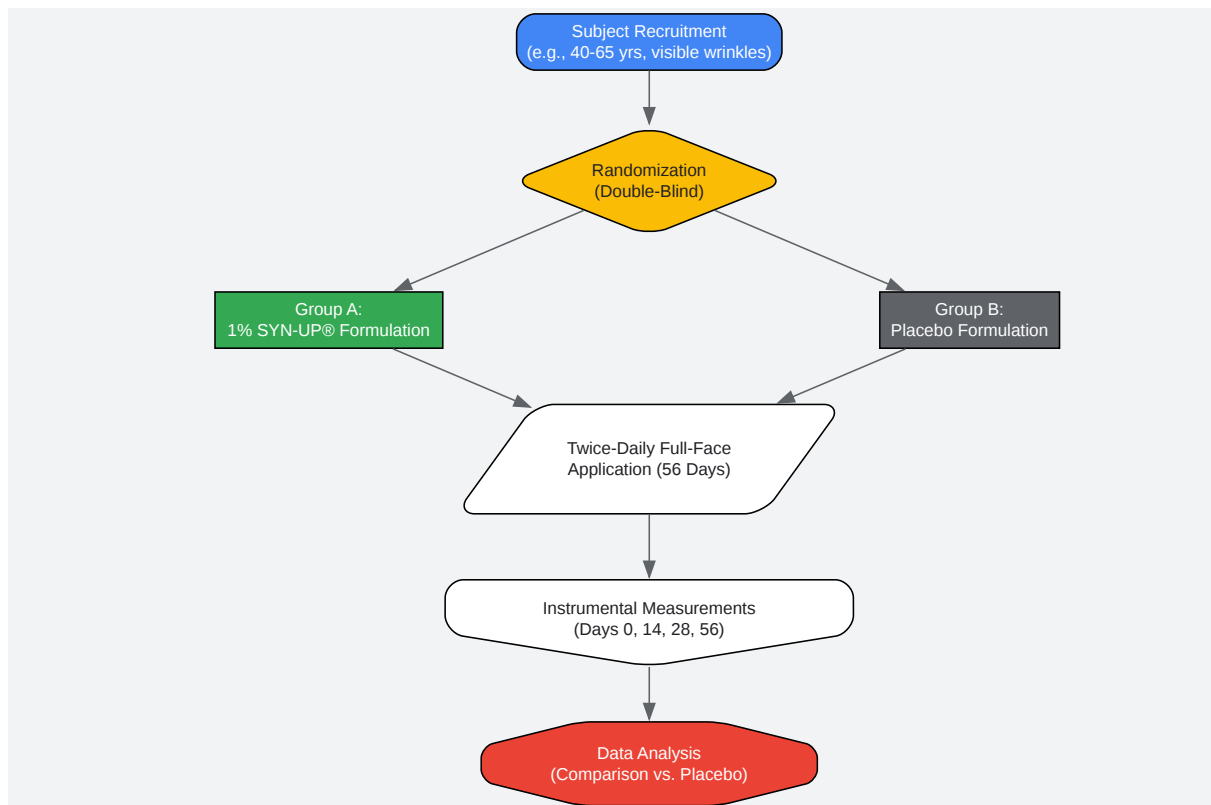 Subject Recruitment
(e.g., 40-65 yrs, visible wrinkles)
Randomization
(Double-Blind)
Group A:
1% SYN-UP® Formulation
Group B:
Placebo Formulation
Twice-Daily Full-Face
Application (56 Days)
Instrumental Measurements
(Days 0, 14, 28, 56)
Data Analysis
(Comparison vs. Placebo)